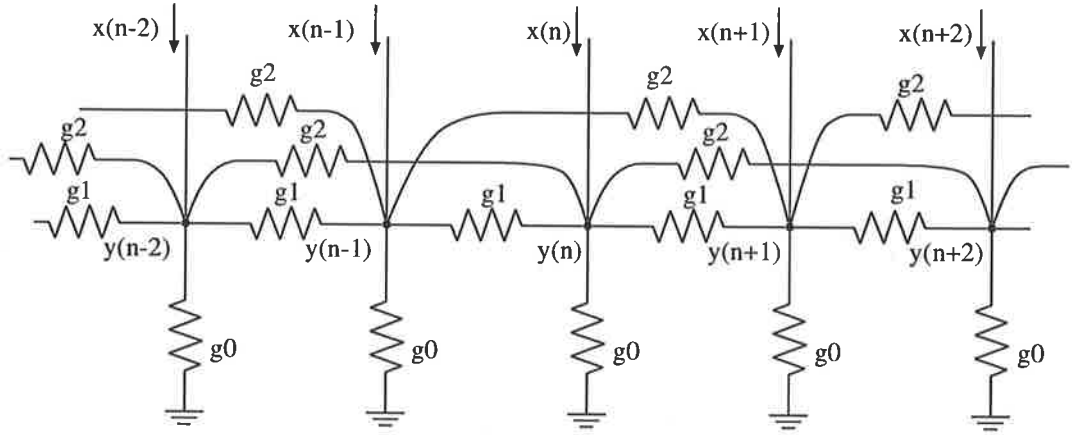 x(n-2) x(n-1) x(n) x(n+1) x(n+2)
g2 g2 g2
g2 g2 g2
g1 g1 g1 g1 g1
y(n-2) y(n-1) y(n) y(n+1) y(n+2)
g0 g0 g0 g0 g0